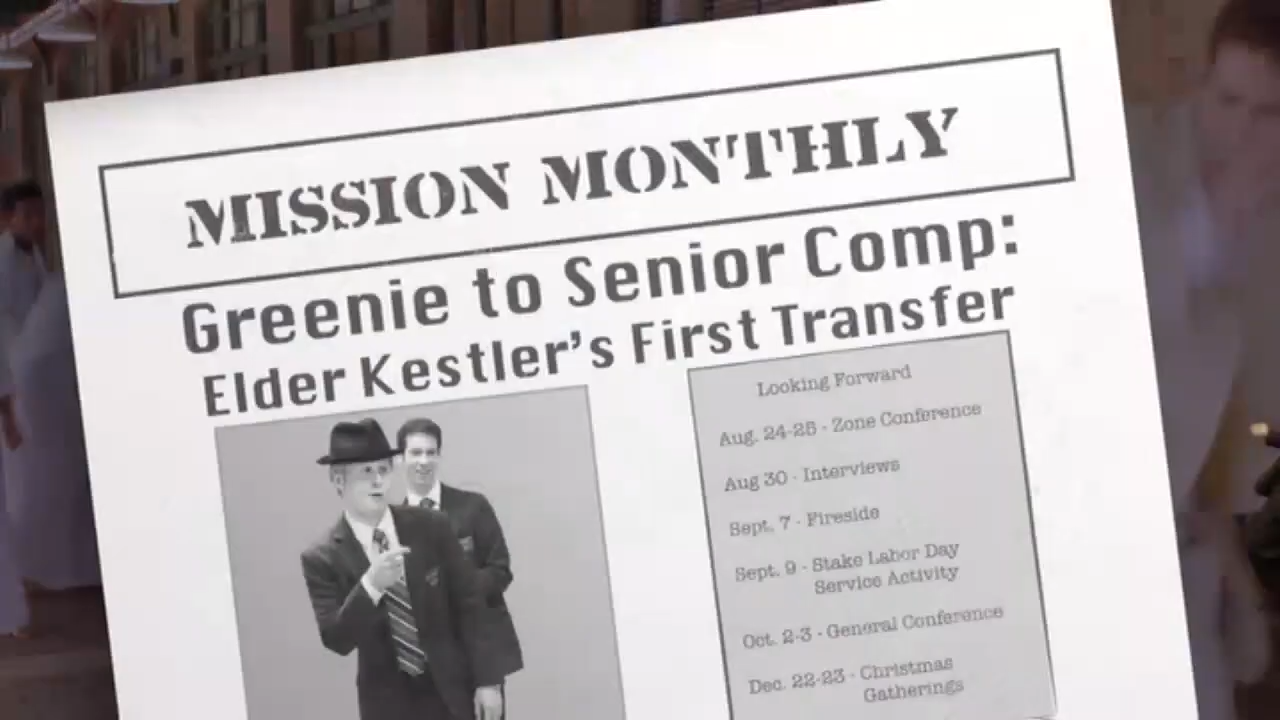 MISSION MONTHLY
Greenie to Senior Comp:
Elder Kestler's First Transfer
Looking Forward
Aug. 24-25 - Zone Conference
Aug 30 - Interviews
Sept. 7 - Fireside
Sept. 9 - Stake Labor Day
Service Activity
Oct. 2-3 - General Conference
Dec. 22-23 - Christmas
Gatherings